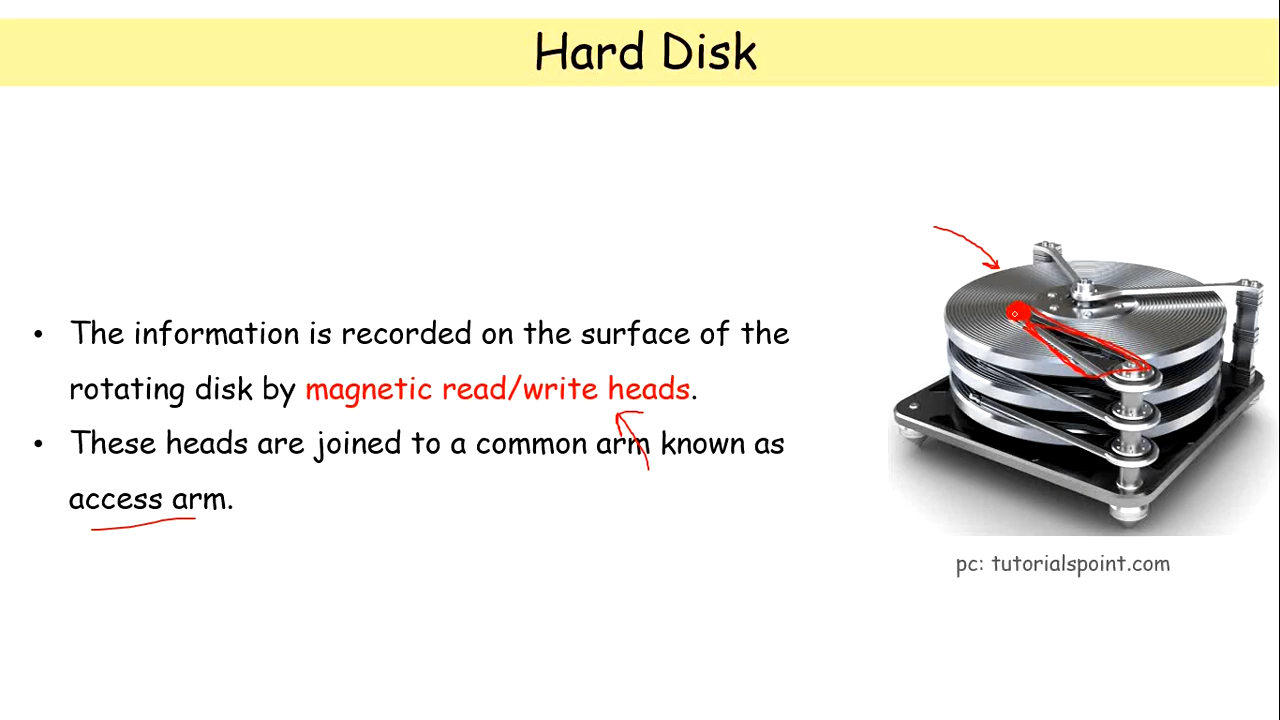 Hard Disk
• The information is recorded on the surface of the
rotating disk by magnetic read/write heads.
• These heads are joined to a common arm known as
access arm.
pc: tutorialspoint.com